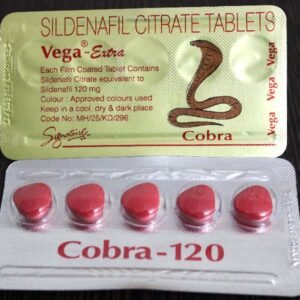 SILDENAFIL CITRATE TABLETS
Vega®-Extra
Each Film Coated Tablet Contains
Sildenafil Citrate equivalent to
Sildenafil 120 mg
Colour : Approved colours used
Keep in a cool, dry & dark place
Code No: MH/25/KD/296
Signature
Cobra
Vega
Vega
Vega
Cobra-120